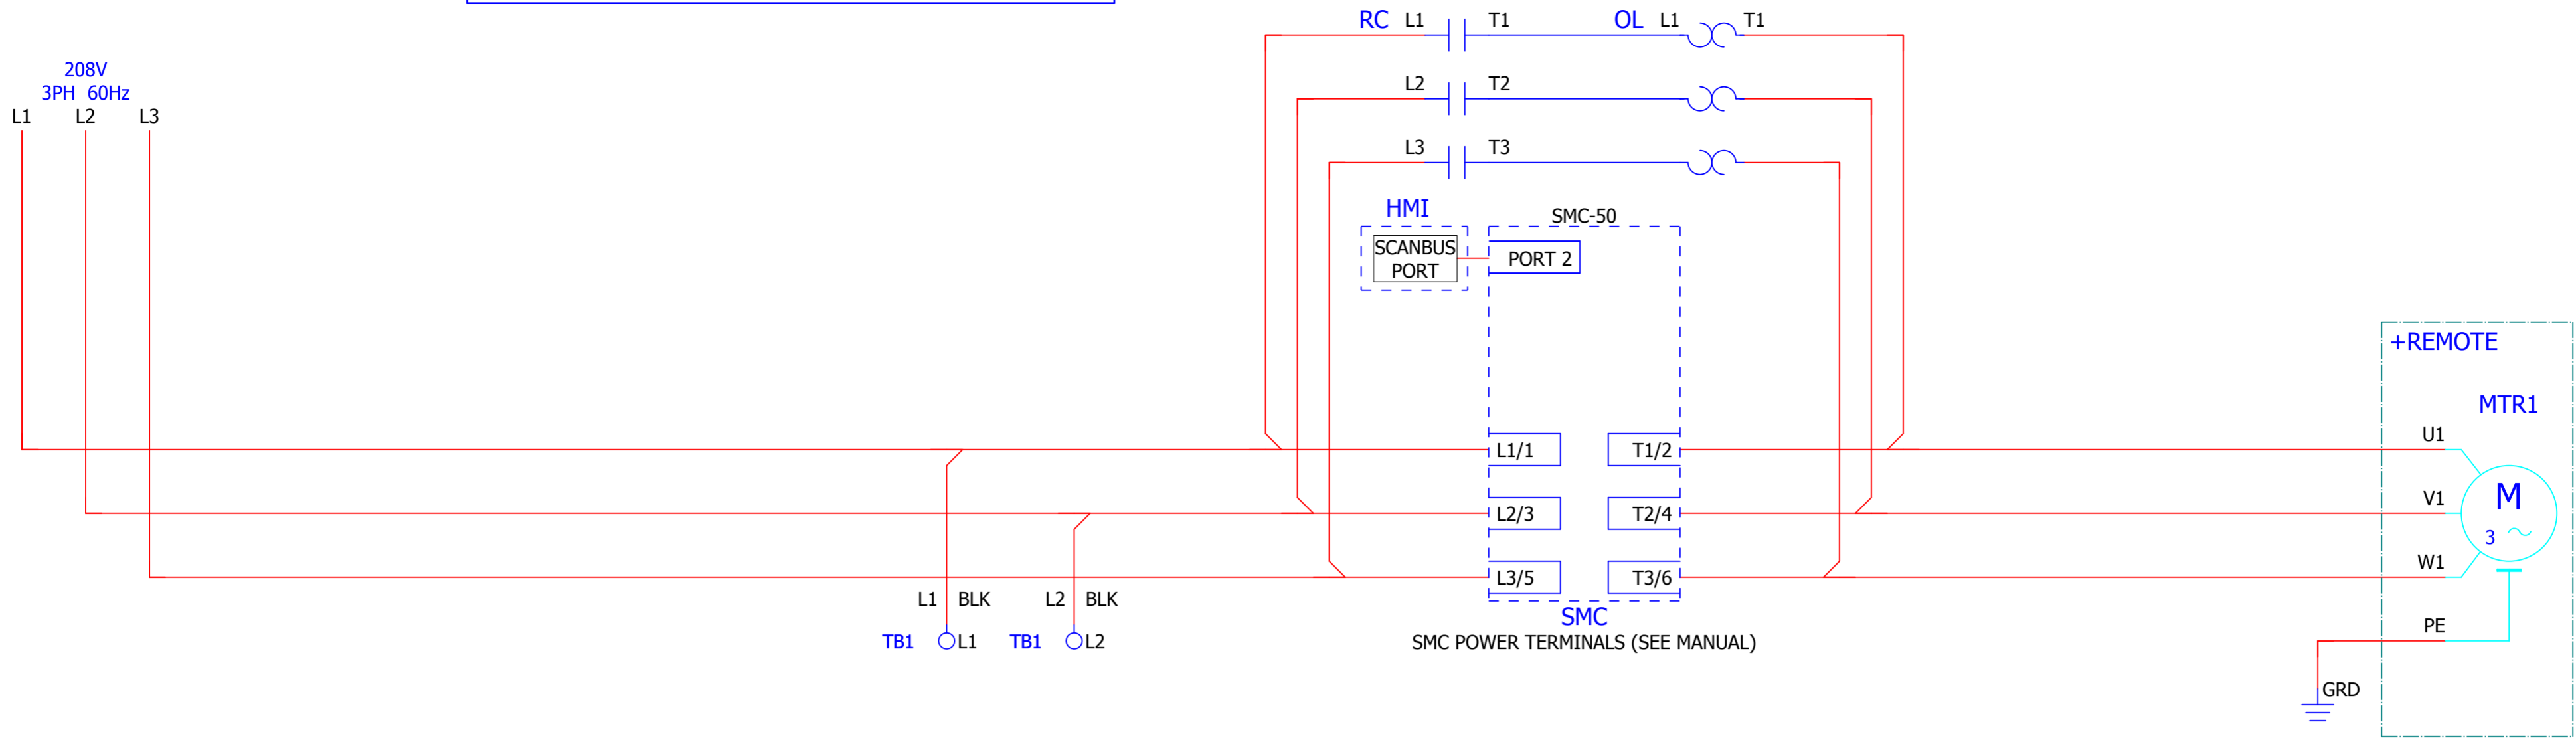 RC L1 T1 OL L1 T1
208V
3PH 60Hz
L1 L2 L3
L2 T2
L3 T3
HMI
SMC-50
SCANBUS
PORT
PORT 2
+REMOTE
MTR1
U1
L1/1 T1/2
V1
M
3
L2/3 T2/4
W1
L3/5 T3/6
L1 BLK L2 BLK
SMC
PE
TB1 L1 TB1 L2
SMC POWER TERMINALS (SEE MANUAL)
GRD